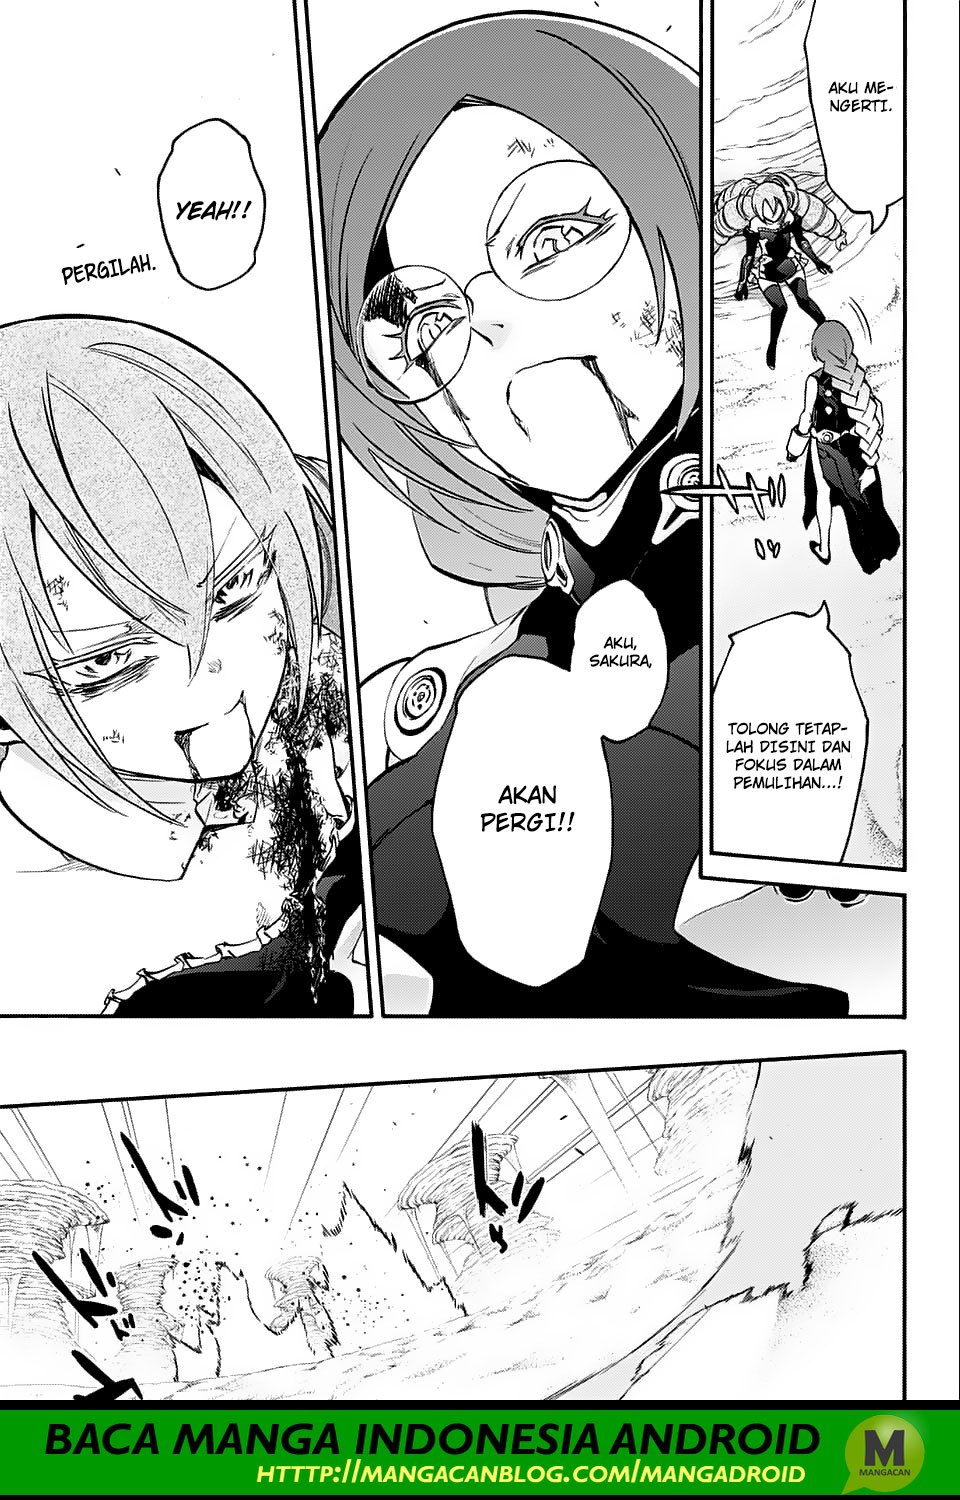 AKU ME-
NGERTI.
TOLONG TETAP-
LAH DISINI DAN
FOKUS DALAM
PEMULIHAN...!
AKU,
SAKURA,
AKAN
PERGI!!
YEAH!!
PERGILAH.
BACA MANGA INDONESIA ANDROID
HTTTP://MANGACANBLOG.COM/MANGADROID
M
MANGACAN